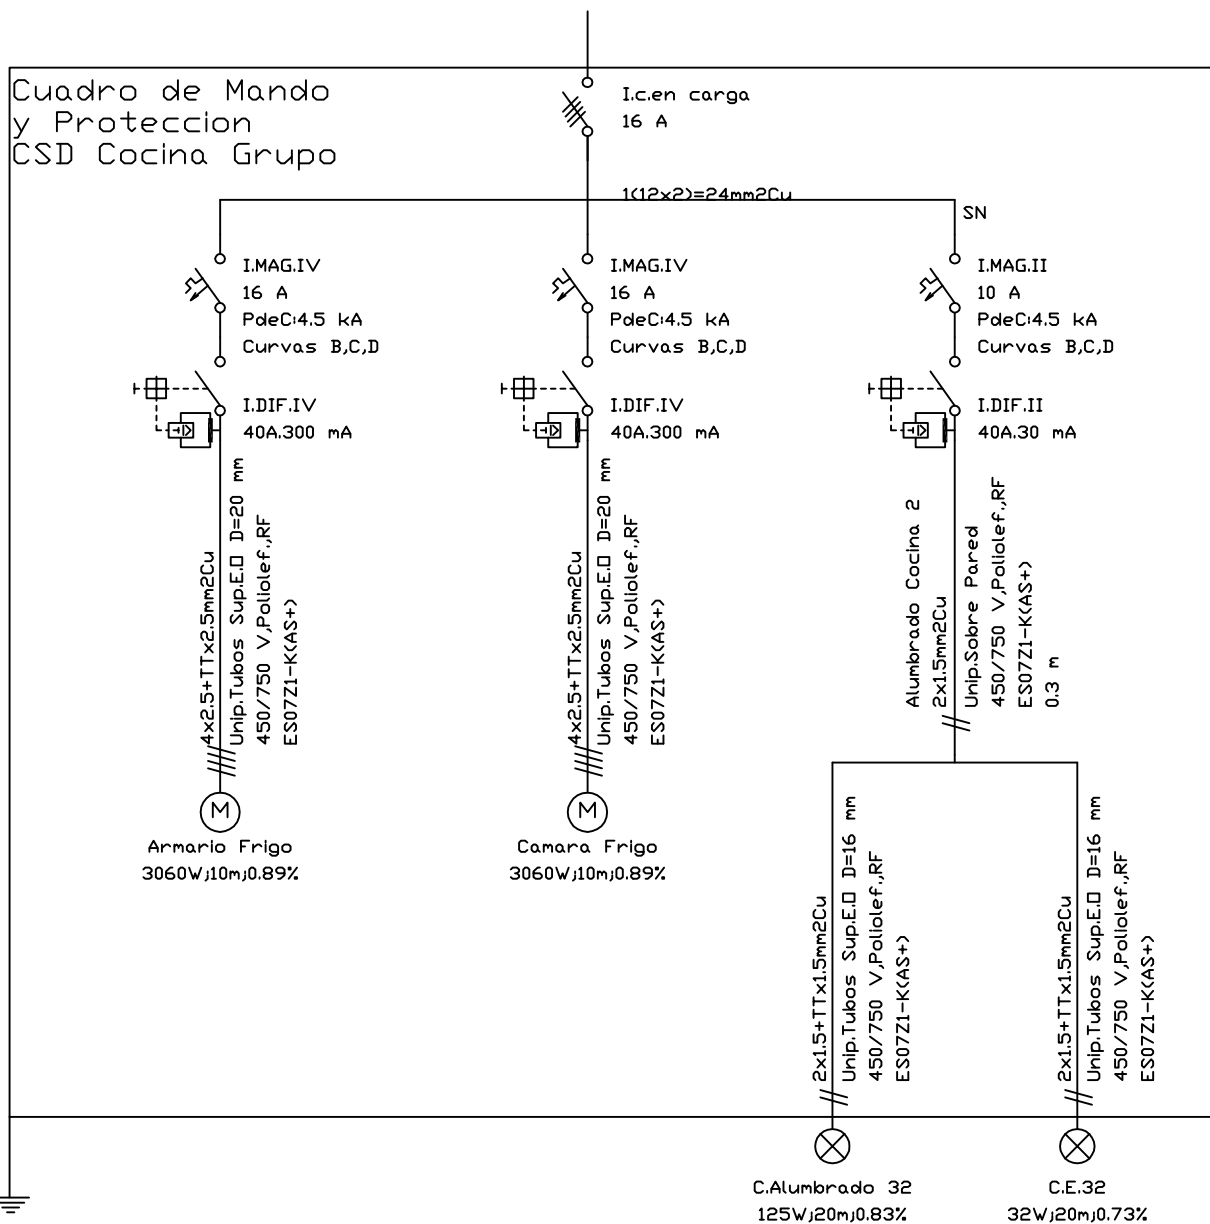 Cuadro de Mando
y Proteccion
CSD Cocina Grupo
I.c.en carga
16 A
1(12x2)=24mm2Cu
SN
I.MAG.IV
16 A
PdeC:4.5 kA
Curvas B,C,D
I.DIF.IV
40A.300 mA
4x2.5+TTx2.5mm2Cu
Unip.Tubos Sup.E.□ D=20 mm
450/750 V,Poliolef.,RF
ES07Z1-K(AS+)
M
Armario Frigo
3060W;10m;0.89%
I.MAG.IV
16 A
PdeC:4.5 kA
Curvas B,C,D
I.DIF.IV
40A.300 mA
4x2.5+TTx2.5mm2Cu
Unip.Tubos Sup.E.□ D=20 mm
450/750 V,Poliolef.,RF
ES07Z1-K(AS+)
M
Camara Frigo
3060W;10m;0.89%
I.MAG.II
10 A
PdeC:4.5 kA
Curvas B,C,D
I.DIF.II
40A.30 mA
Alumbrado Cocina 2
2x1.5mm2Cu
Unip.Sobre Pared
450/750 V,Poliolef.,RF
ES07Z1-K(AS+)
0.3 m
2x1.5+TTx1.5mm2Cu
Unip.Tubos Sup.E.□ D=16 mm
450/750 V,Poliolef.,RF
ES07Z1-K(AS+)
C.Alumbrado 32
125W;20m;0.83%
2x1.5+TTx1.5mm2Cu
Unip.Tubos Sup.E.□ D=16 mm
450/750 V,Poliolef.,RF
ES07Z1-K(AS+)
C.E.32
32W;20m;0.73%